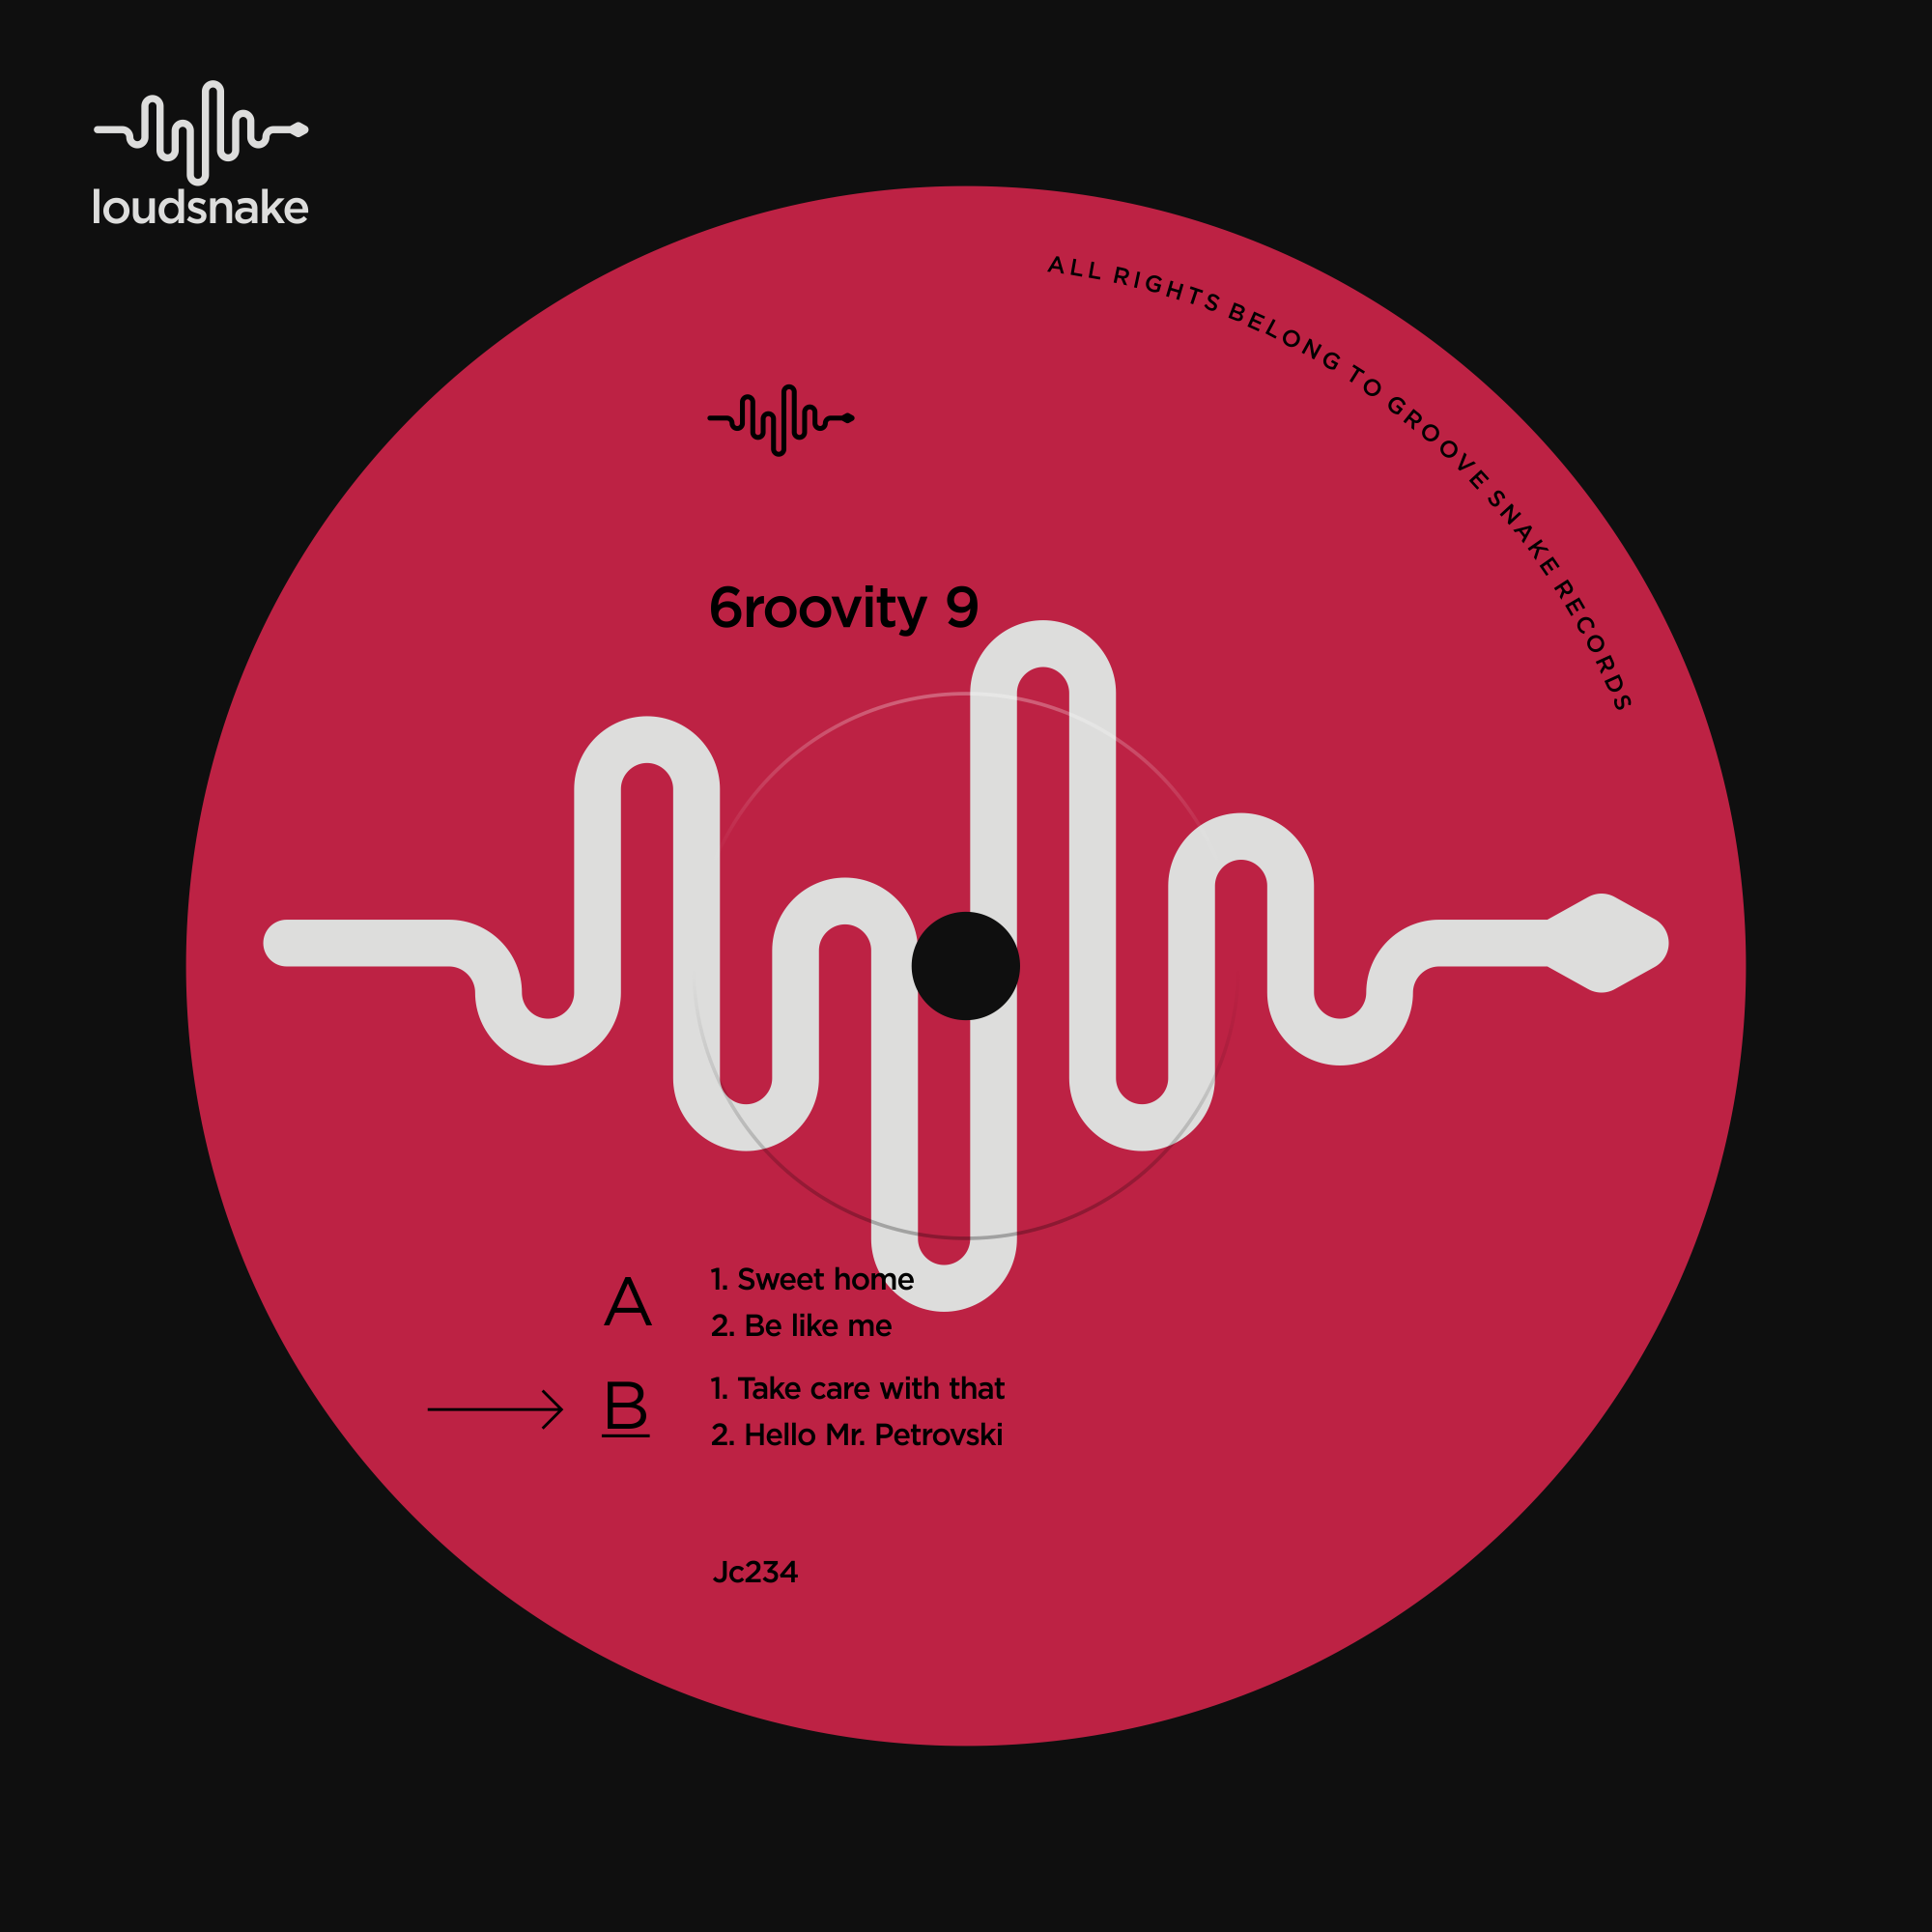 loudsnake
ALL RIGHTS BELONG TO GROOVE SNAKE RECORDS
6roovity 9
A
1. Sweet home
2. Be like me
B
1. Take care with that
2. Hello Mr. Petrovski
Jc234